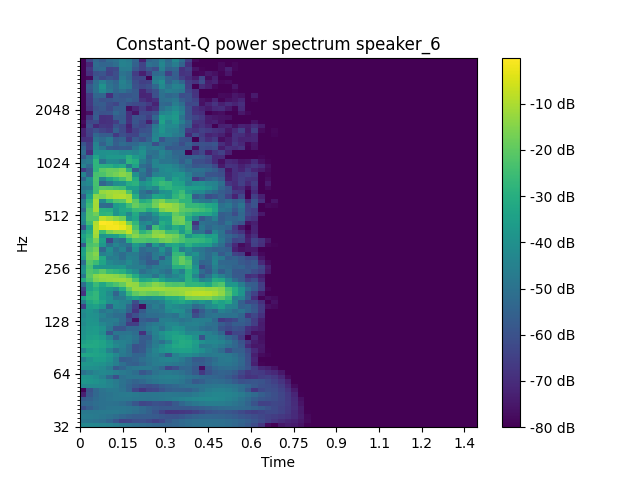 Constant-Q power spectrum speaker_6
Hz
2048
1024
512
256
128
64
32
0 0.15 0.3 0.45 0.6 0.75 0.9 1.1 1.2 1.4
Time
-10 dB
-20 dB
-30 dB
-40 dB
-50 dB
-60 dB
-70 dB
-80 dB